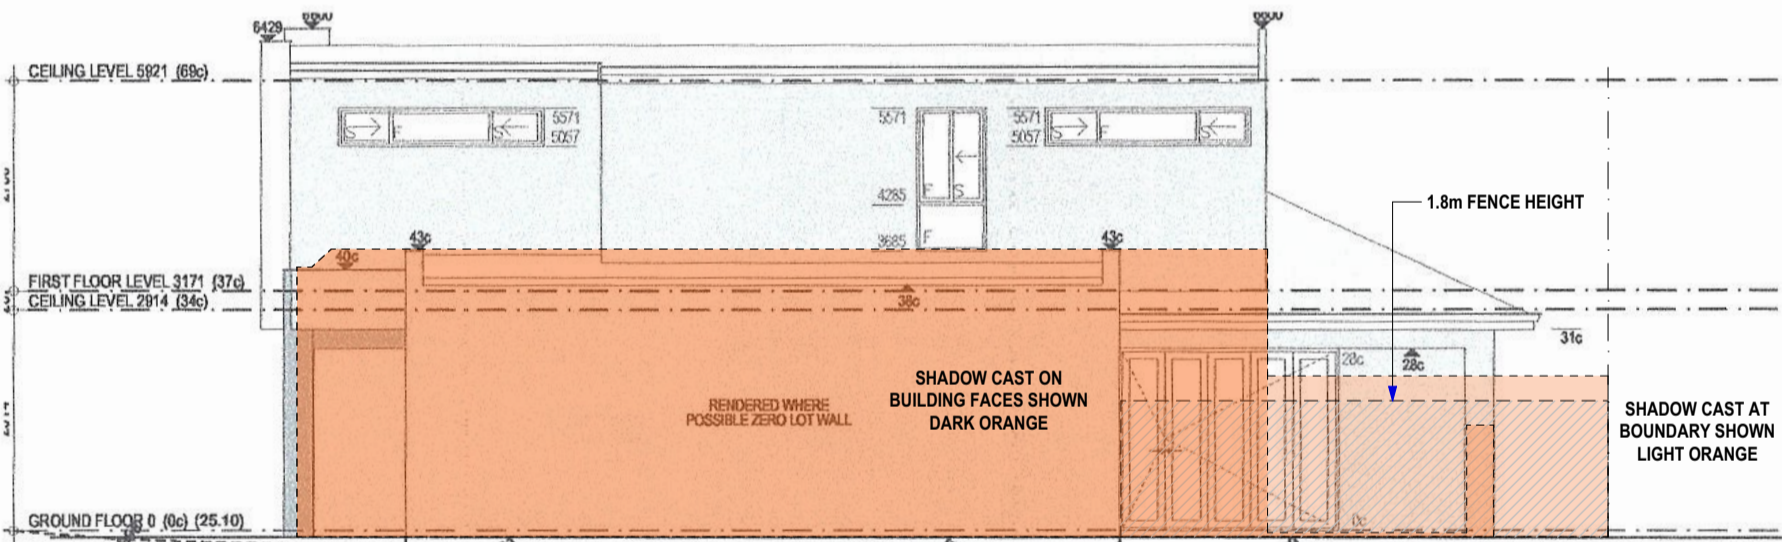 6600
6600
6429
CEILING LEVEL 5921 (69c)
S F S
5571
5057
5571
4285
3685
F S
F
5571
5057
S F S
1.8m FENCE HEIGHT
43c
43c
40c
FIRST FLOOR LEVEL 3171 (37c)
CEILING LEVEL 2914 (34c)
38c
31c
28c
28c
SHADOW CAST ON
BUILDING FACES SHOWN
DARK ORANGE
RENDERED WHERE
POSSIBLE ZERO LOT WALL
SHADOW CAST AT
BOUNDARY SHOWN
LIGHT ORANGE
GROUND FLOOR 0 (0c) (25.10)
0c